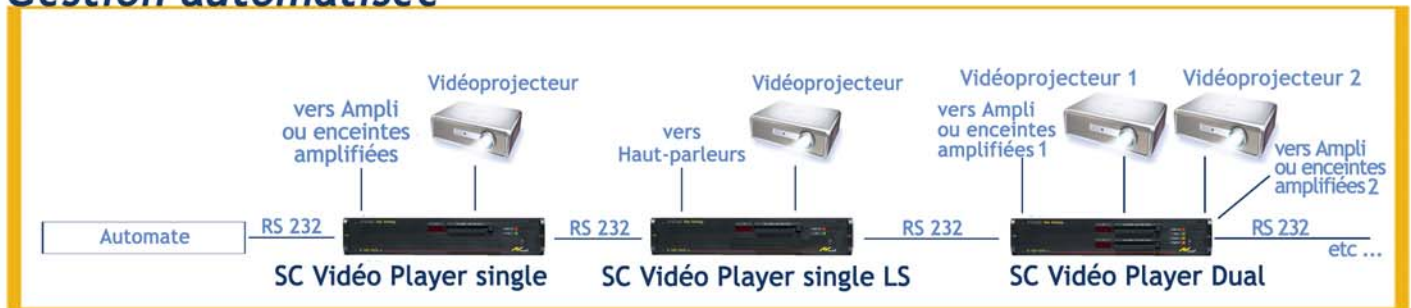 Gestion automatisée
Vidéoprojecteur
vers Ampli
ou enceintes
amplifiées
Vidéoprojecteur
vers
Haut-parleurs
Vidéoprojecteur 1
Vidéoprojecteur 2
vers Ampli
ou enceintes
amplifiées 1
vers Ampli
ou enceintes
amplifiées 2
Automate
RS 232
RS 232
RS 232
RS 232
etc ...
SC Vidéo Player single
SC Vidéo Player single LS
SC Vidéo Player Dual